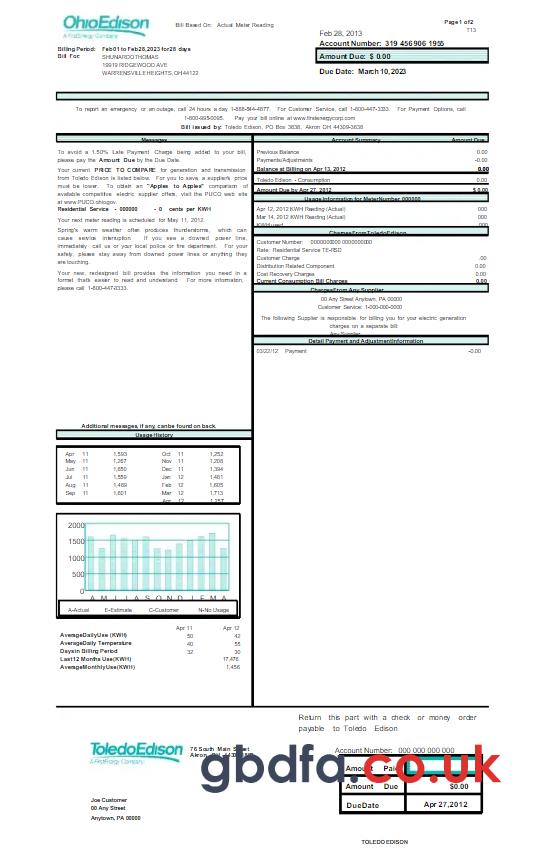 OhioEdison
A FirstEnergy Company
Bill Based On: Actual Meter Reading
Page 1 of 2
T13
Feb 28, 2013
Account Number: 319 456906 1955
Amount Due: $ 0.00
Due Date: March 10,2023
Billing Period: Feb 01 to Feb 28,2023 for 28 days
Bill For: SHUNARDO THOMAS
19919 RIDGEWOOD AVE
WARRENSVILLE HEIGHTS, OH 44122
To report an emergency or an outage, call 24 hours a day 1-888-544-4877. For Customer Service, call 1-800-447-3333. For Payment Options, call
1-800-995-0095. Pay your bill online at www.firstenergycorp.com
Bill issued by: Toledo Edison, PO Box 3638, Akron OH 44309-3638
Messages
To avoid a 1.50% Late Payment Charge being added to your bill,
please pay the Amount Due by the Due Date.
Your current PRICE TO COMPARE for generation and transmission
from Toledo Edison is listed below. For you to save, a supplier's price
must be lower. To obtain an "Apples to Apples" comparison of
available competitive electric supplier offers, visit the PUCO web site
at www.PUCO.ohio.gov.
Residential Service - 000000 - 0 cents per KWH
Your next meter reading is scheduled for May 11, 2012.
Spring's warm weather often produces thunderstorms, which can
cause service interruption. If you see a downed power line,
immediately call us or your local police or fire department. For your
safety, please stay away from downed power lines or anything they
are touching.
Your new, redesigned bill provides the information you need in a
format that's easier to read and understand. For more information,
please call 1-800-447-3333.
Account Summary Amount Due
Previous Balance 0.00
Payments/Adjustments -0.00
Balance at Billing on Apr 13, 2012 0.00
Toledo Edison - Consumption 0.00
Amount Due by Apr 27, 2012 $ 0.00
Usage Information for Meter Number 000000
Apr 12, 2012 KWH Reading (Actual) 000
Mar 14, 2012 KWH Reading (Actual) 000
KWH used 000
Charges From Toledo Edison
Customer Number: 0000000000 0000000000
Rate: Residential Service TE-RSD
Customer Charge .00
Distribution Related Component 0.00
Cost Recovery Charges 0.00
Current Consumption Bill Charges 0.00
Charges From Any Supplier
00 Any Street Anytown, PA 00000
Customer Service: 1-000-000-0000
The following Supplier is responsible for billing you for your electric generation
charges on a separate bill:
Any Supplier
Detail Payment and Adjustment Information
03/22/12 Payment -0.00
Additional messages, if any, can be found on back.
Usage History
Apr 11 1,593 Oct 11 1,252
May 11 1,267 Nov 11 1,208
Jun 11 1,650 Dec 11 1,394
Jul 11 1,559 Jan 12 1,481
Aug 11 1,489 Feb 12 1,605
Sep 11 1,601 Mar 12 1,713
Apr 12 1,257
2000
1500
1000
500
0
A M J J A S O N D J F M A
A-Actual E-Estimate C-Customer N-No Usage
Apr 11 Apr 12
Average Daily Use (KWH) 50 42
Average Daily Temperature 40 55
Days in Billing Period 32 30
Last 12 Months Use (KWH) 17,476
Average Monthly Use (KWH) 1,456
Return this part with a check or money order
payable to Toledo Edison
ToledoEdison
A FirstEnergy Company
76 South Main Street
Akron, OH
Account Number: 000 000 000 000
Amount Paid
Amount Due $0.00
Due Date Apr 27,2012
gbdfa.co.uk
Joe Customer
00 Any Street
Anytown, PA 00000
TOLEDO EDISON